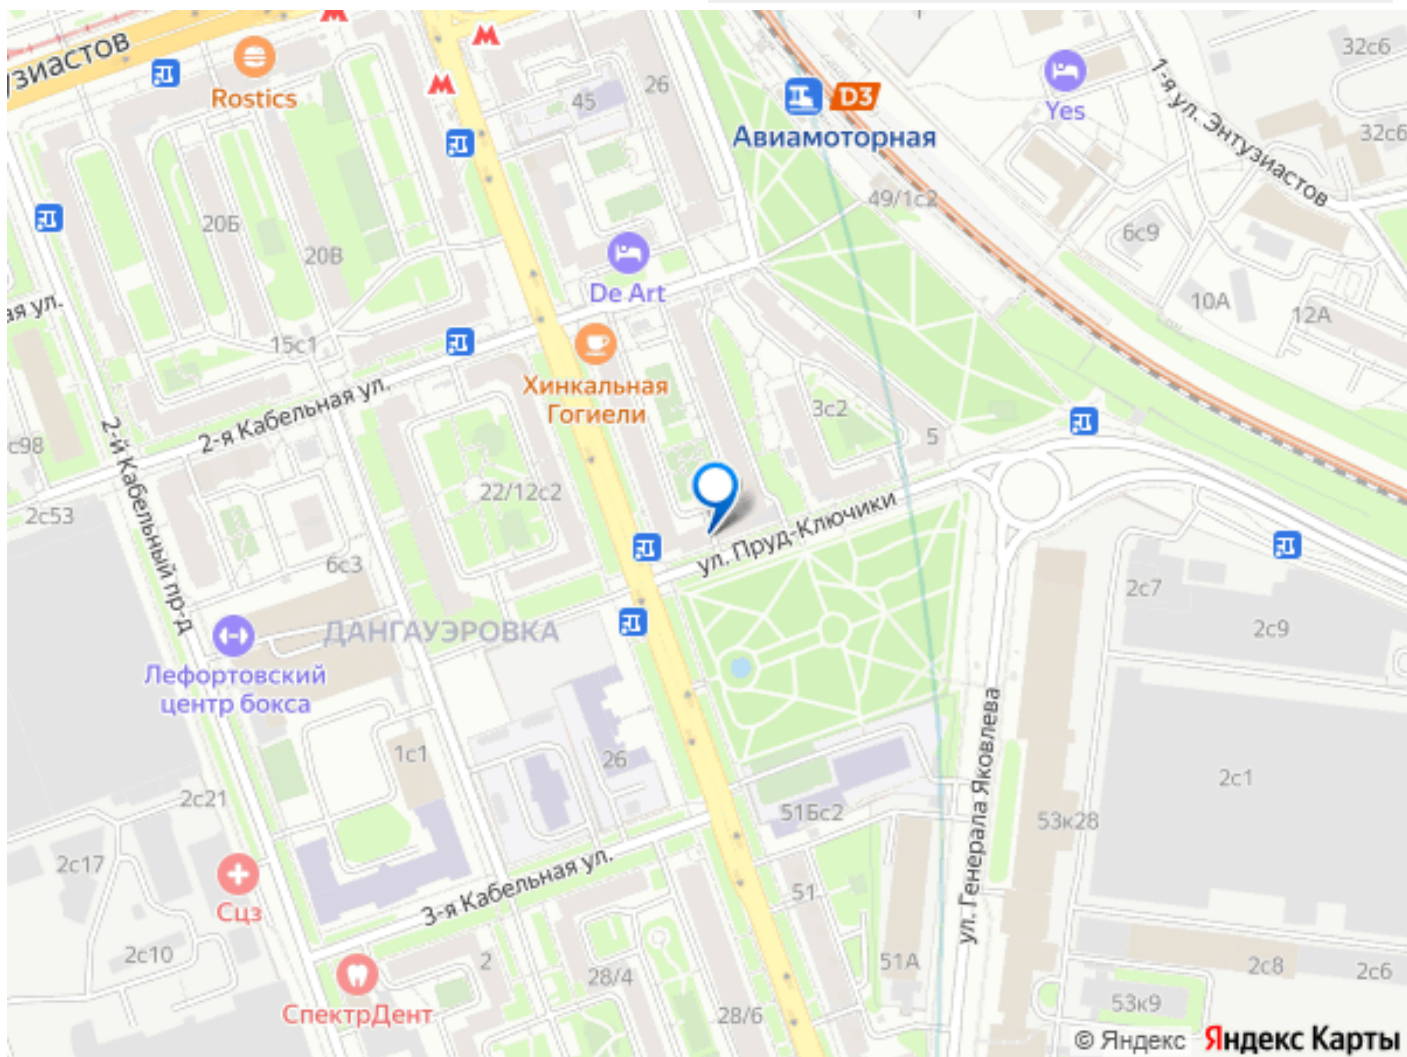 узиастов
Rostics
45
26
D3
Авиамоторная
Yes
32с6
32с6
1-я ул. Энтузиастов
20Б
20В
49/1с2
6с9
De Art
10А
12А
ая ул.
15с1
Хинкальная
Гогиели
2-я Кабельная ул.
2-й Кабельный пр-д
3с2
5
с98
22/12с2
2с53
ул. Пруд-Ключики
6с3
2с7
2с9
ДАНГАУЭРОВКА
Лефортовский
центр бокса
1с1
26
ул. Генерала Яковлева
2с1
2с21
51Бс2
53к28
2с17
Сцз
3-я Кабельная ул.
51
2с10
2
28/4
51А
2с8
2с6
СпектрДент
28/6
53к9
© Яндекс Яндекс Карты